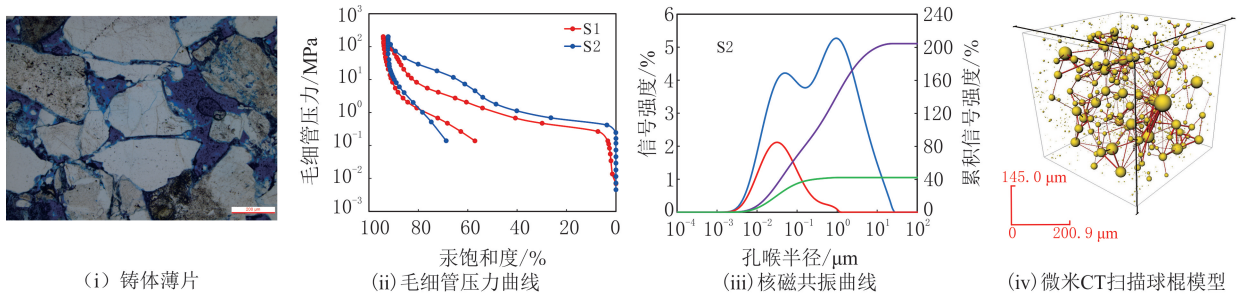 200 μm
(i) 铸体薄片
毛细管压力/MPa
10³
10²
10¹
10⁰
10⁻¹
10⁻²
10⁻³
100
80
60
40
20
0
汞饱和度/%
S1
S2
(ii)毛细管压力曲线
信号强度/%
6
5
4
3
2
1
0
S2
240
200
160
120
80
40
0
累积信号强度/%
10⁻⁴
10⁻³
10⁻²
10⁻¹
10⁰
10¹
10²
孔喉半径/μm
(iii)核磁共振曲线
145.0 μm
0
200.9 μm
(iv)微米CT扫描球棍模型